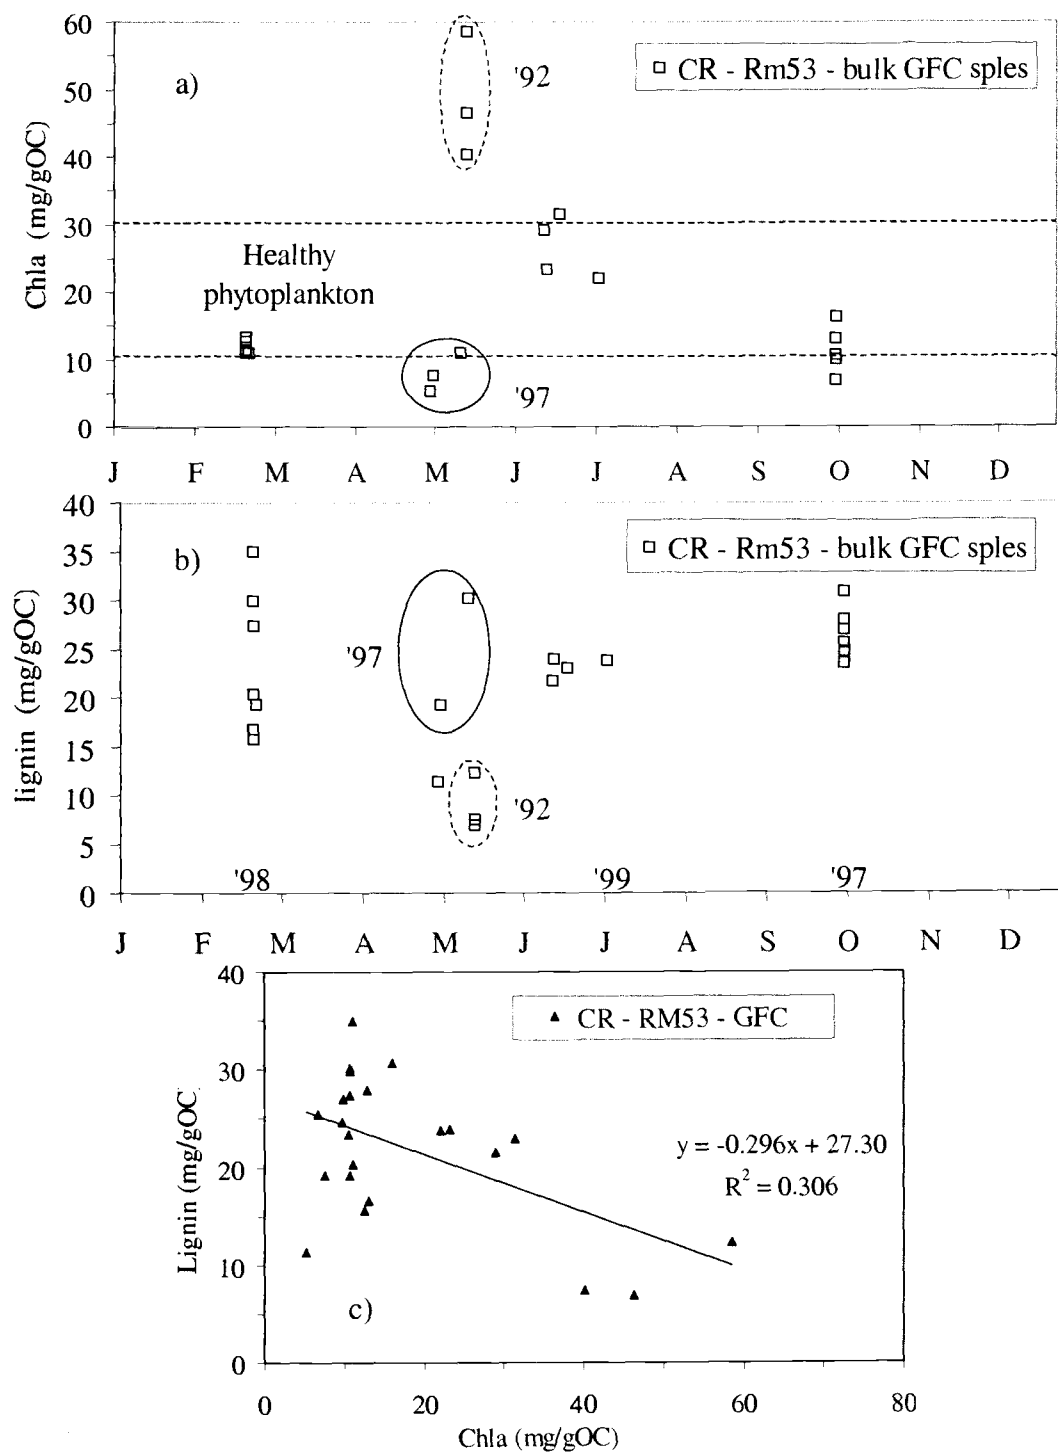 60
50
40
30
20
10
0
Chla (mg/gOC)
a)
□ CR - Rm53 - bulk GFC sples
'92
Healthy
phytoplankton
'97
J F M A M J J A S O N D
40
35
30
25
20
15
10
5
0
lignin (mg/gOC)
b)
□ CR - Rm53 - bulk GFC sples
'97
'92
'98 '99 '97
J F M A M J J A S O N D
40
30
20
10
0
Lignin (mg/gOC)
▲ CR - RM53 - GFC
y = -0.296x + 27.30
R² = 0.306
c)
0 20 40 60 80
Chla (mg/gOC)